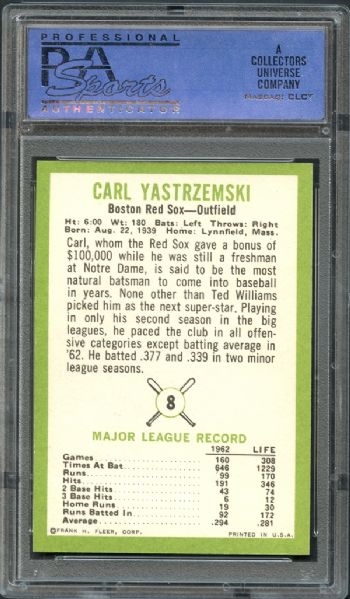 PROFESSIONAL
PSA
Sports
AUTHENTICATOR
A
COLLECTORS
UNIVERSE
COMPANY
NASDAQ: CLCT
CARL YASTRZEMSKI
Boston Red Sox—Outfield
Ht: 6:00 Wt: 180 Bats: Left Throws: Right
Born: Aug. 22, 1939 Home: Lynnfield, Mass.
Carl, whom the Red Sox gave a bonus of
$100,000 while he was still a freshman
at Notre Dame, is said to be the most
natural batsman to come into baseball
in years. None other than Ted Williams
picked him as the next super-star. Playing
in only his second season in the big
leagues, he paced the club in all offen-
sive categories except batting average in
'62. He batted .377 and .339 in two minor
league seasons.
8
MAJOR LEAGUE RECORD
1962 LIFE
Games 160 308
Times At Bat 646 1229
Runs 99 170
Hits 191 346
2 Base Hits 43 74
3 Base Hits 6 12
Home Runs 19 30
Runs Batted In 92 172
Average .294 .281
©FRANK H. FLEER, CORP. PRINTED IN U.S.A.